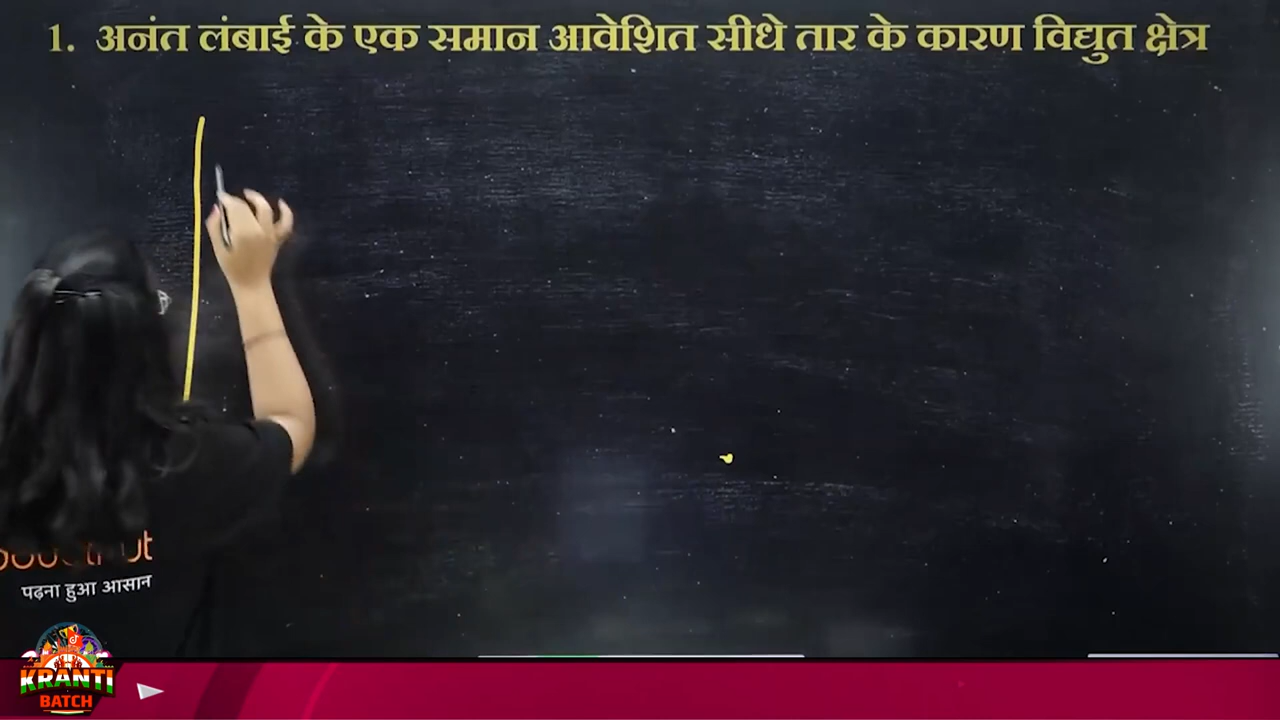 1. अनंत लंबाई के एक समान आवेशित सीधे तार के कारण विद्युत क्षेत्र
पढ़ना हुआ आसान
KRANTI
BATCH